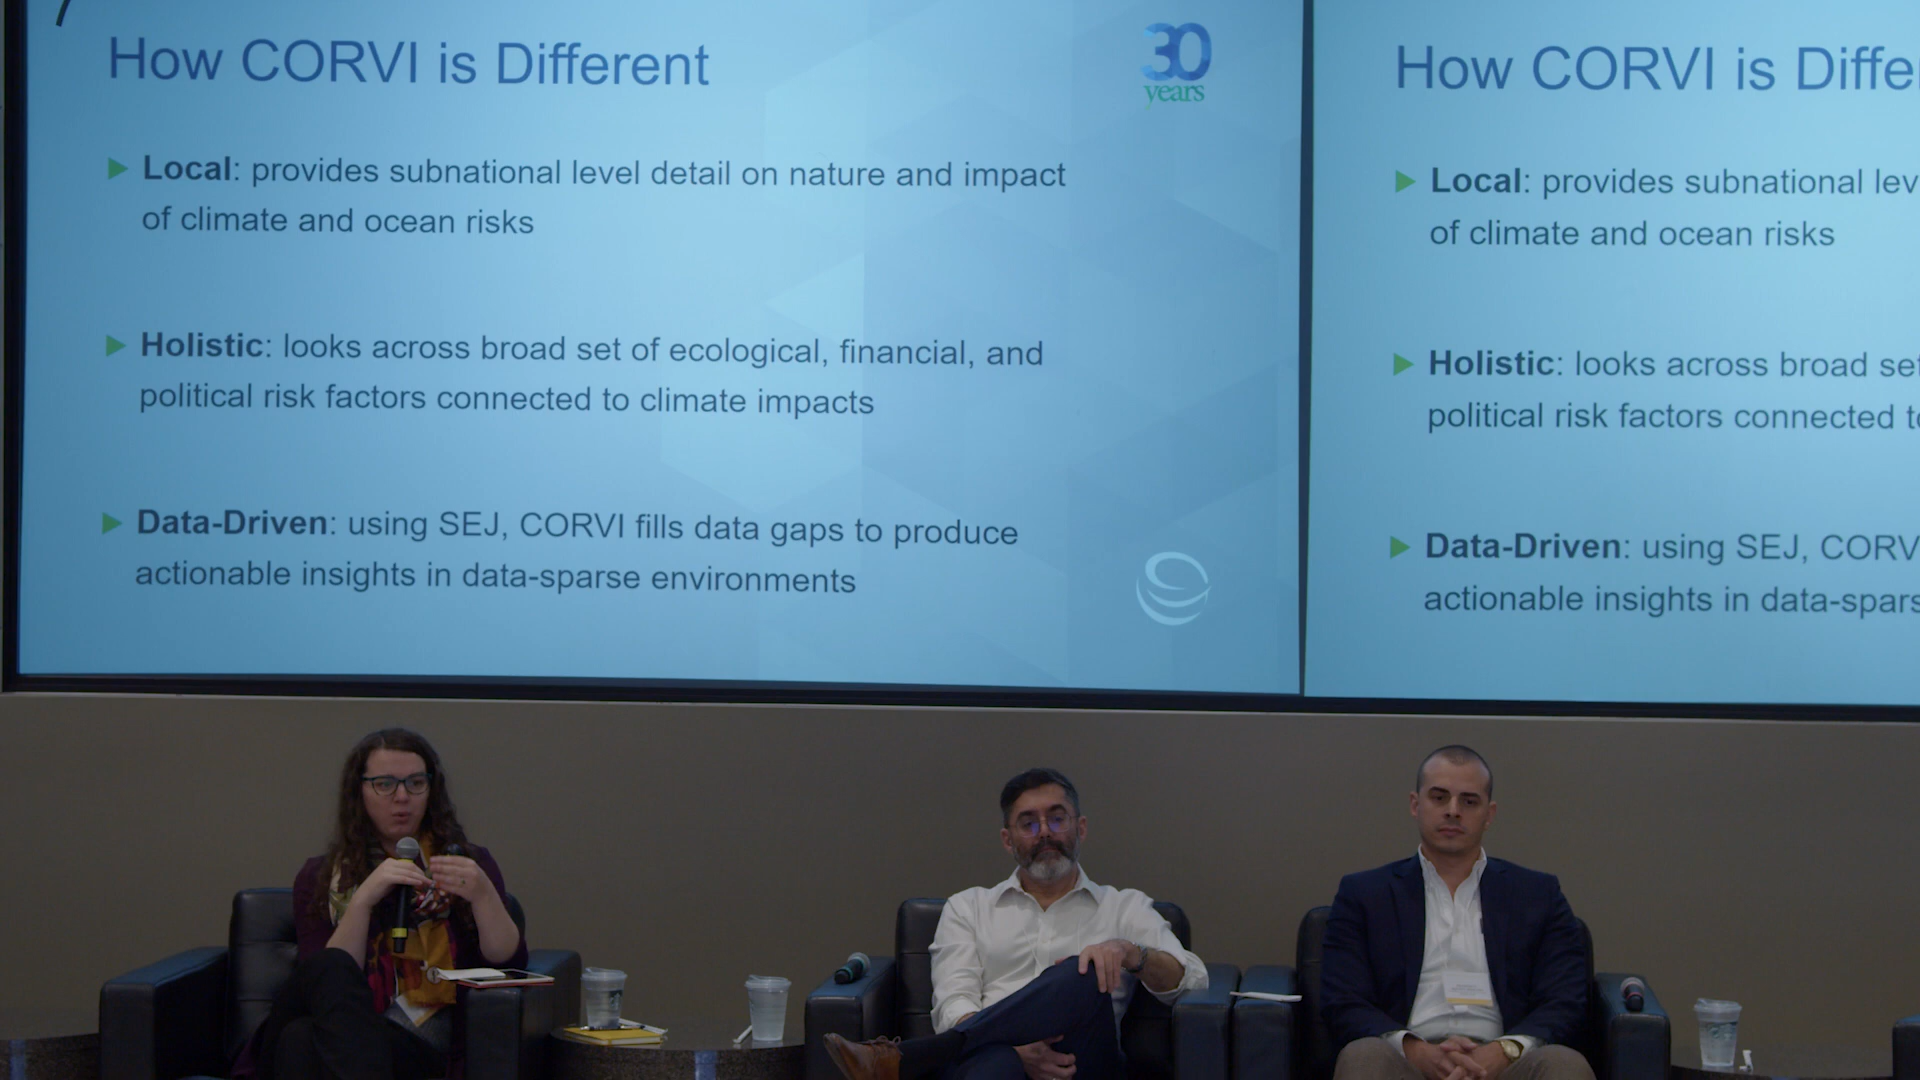 How CORVI is Different
30
years
Local: provides subnational level detail on nature and impact
of climate and ocean risks
Holistic: looks across broad set of ecological, financial, and
political risk factors connected to climate impacts
Data-Driven: using SEJ, CORVI fills data gaps to produce
actionable insights in data-sparse environments
How CORVI is Diffe
Local: provides subnational lev
of climate and ocean risks
Holistic: looks across broad set
political risk factors connected
Data-Driven: using SEJ, CORV
actionable insights in data-spars